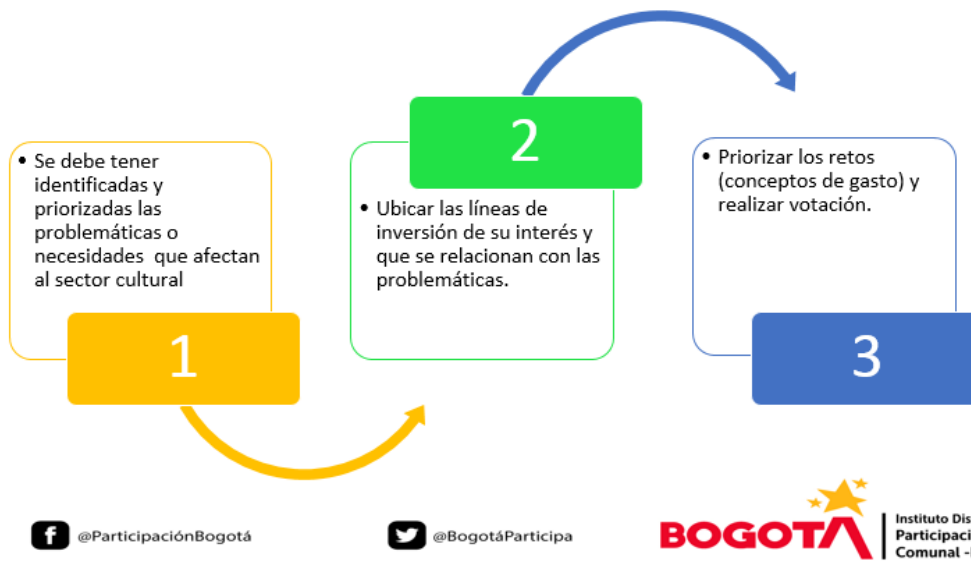 • Se debe tener
identificadas y
priorizadas las
problemáticas o
necesidades que afectan
al sector cultural
1
2
• Ubicar las líneas de
inversión de su interés y
que se relacionan con las
problemáticas.
• Priorizar los retos
(conceptos de gasto) y
realizar votación.
3
@ParticipaciónBogotá
@BogotáParticipa
BOGOTÁ
Instituto Dis
Participaci
Comunal -